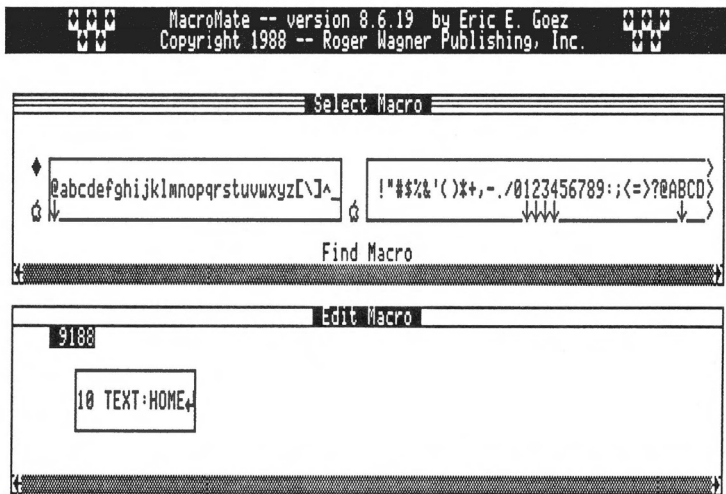 MacroMate -- version 8.6.19 by Eric E. Goez
Copyright 1988 -- Roger Wagner Publishing, Inc.
Select Macro
@abcdefghijklmnopqrstuvwxyz[\]^_
!"#$%&'()*+,-./0123456789:;<=>?@ABCD
Find Macro
Edit Macro
9188
10 TEXT:HOME